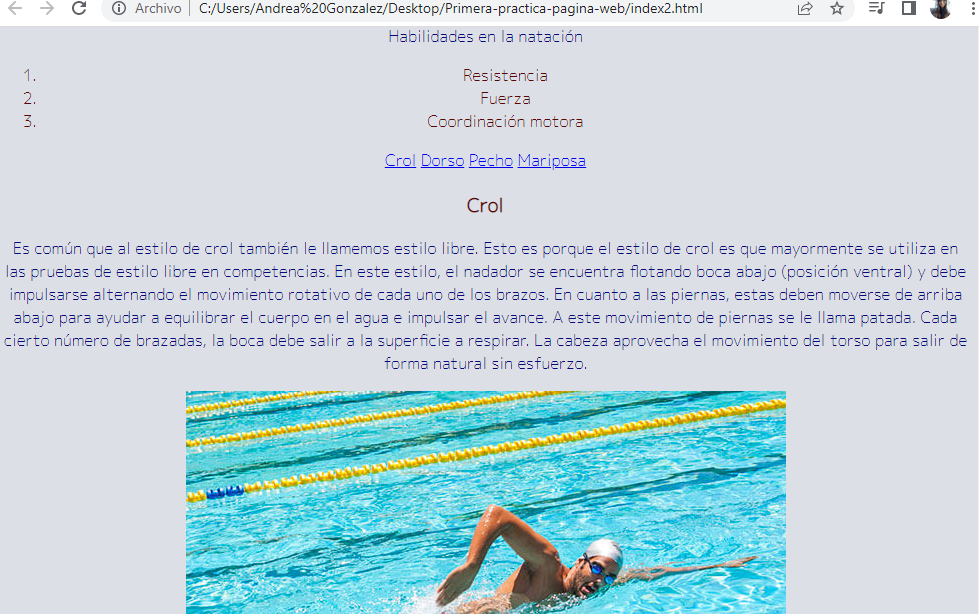 Archivo
C:/Users/Andrea%20Gonzalez/Desktop/Primera-practica-pagina-web/index2.html
Habilidades en la natación
1. Resistencia
2. Fuerza
3. Coordinación motora
Crol Dorso Pecho Mariposa
Crol
Es común que al estilo de crol también le llamemos estilo libre. Esto es porque el estilo de crol es que mayormente se utiliza en
las pruebas de estilo libre en competencias. En este estilo, el nadador se encuentra flotando boca abajo (posición ventral) y debe
impulsarse alternando el movimiento rotativo de cada uno de los brazos. En cuanto a las piernas, estas deben moverse de arriba
abajo para ayudar a equilibrar el cuerpo en el agua e impulsar el avance. A este movimiento de piernas se le llama patada. Cada
cierto número de brazadas, la boca debe salir a la superficie a respirar. La cabeza aprovecha el movimiento del torso para salir de
forma natural sin esfuerzo.